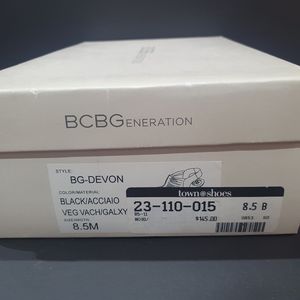 BCBGENERATION
STYLE:
BG-DEVON
COLOR/MATERIAL
BLACK/ACCIAIO
VEG VACH/GALXY
8.5M
town shoes
23-110-015
8.5 B
$145.00